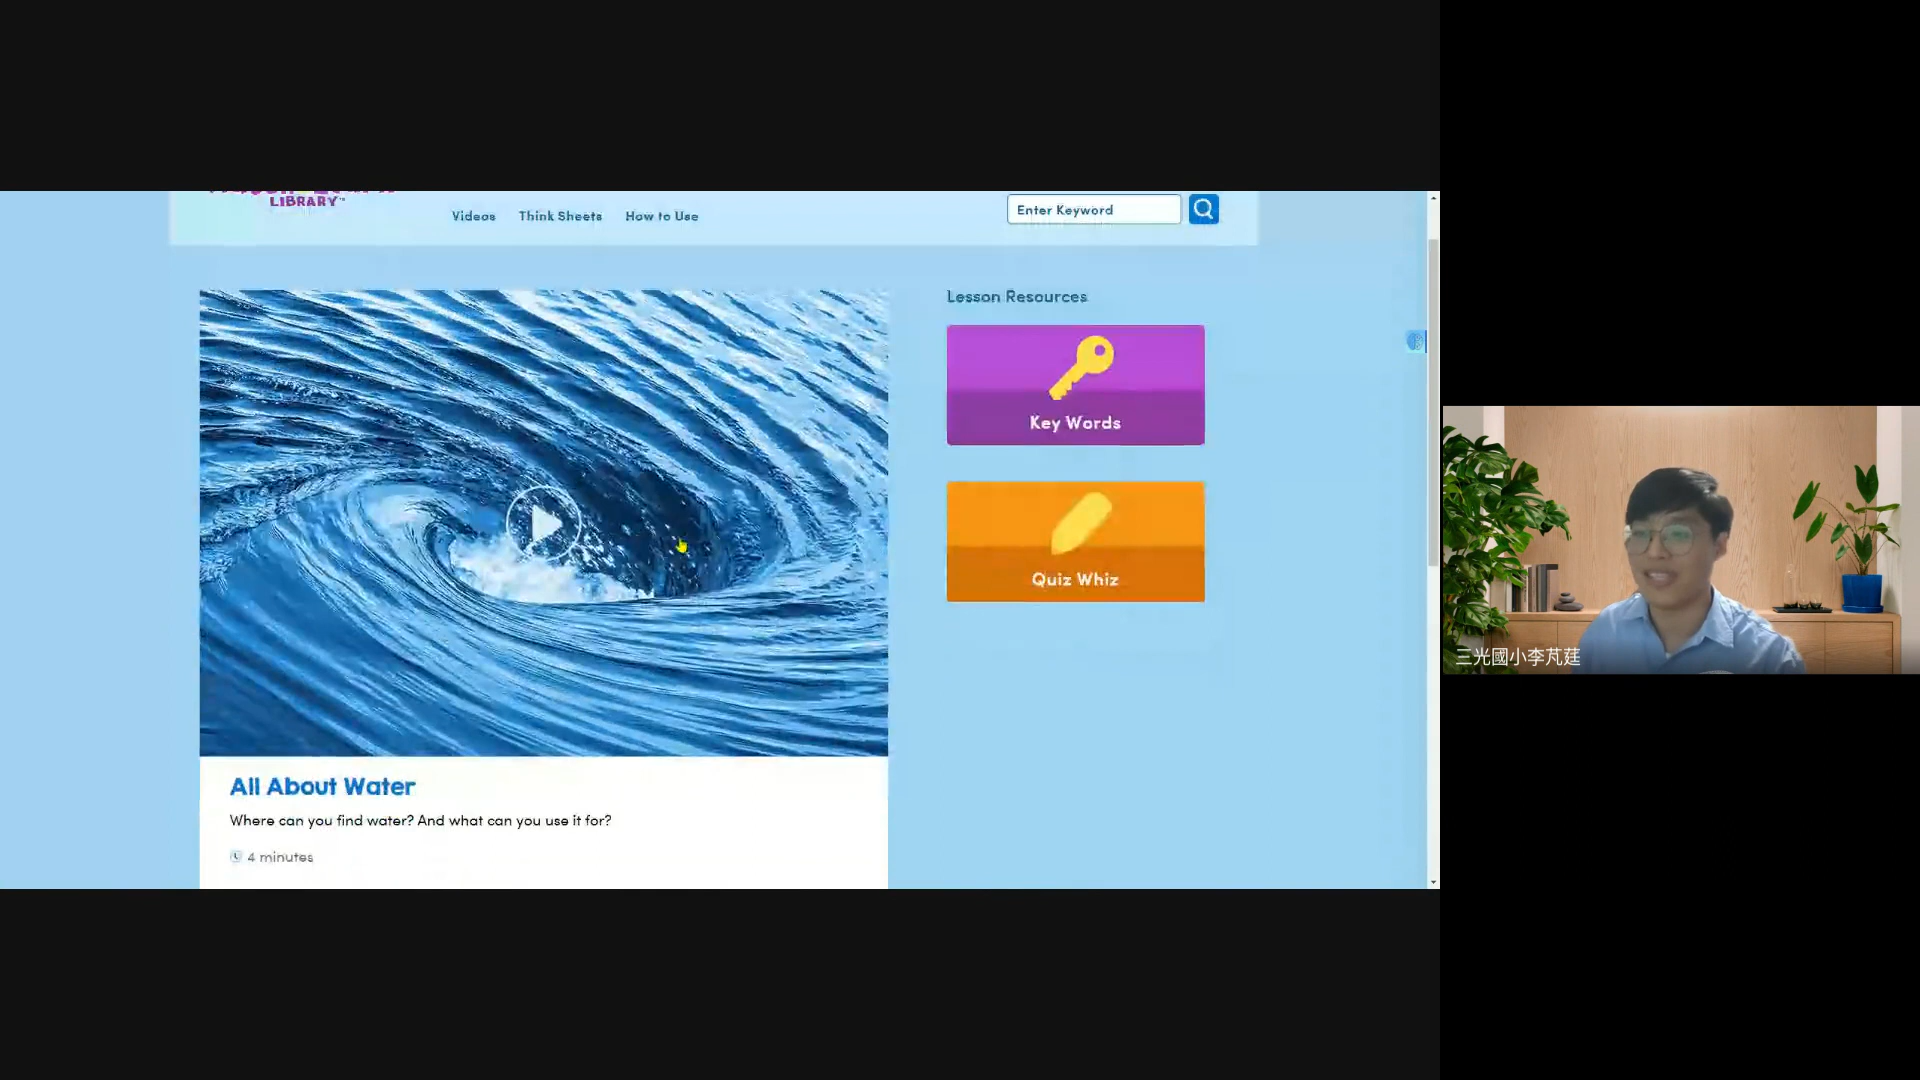 LIBRARY™
Videos Think Sheets How to Use
Enter Keyword
Lesson Resources
Key Words
Quiz Whiz
All About Water
Where can you find water? And what can you use it for?
4 minutes
三光國小李芃莛